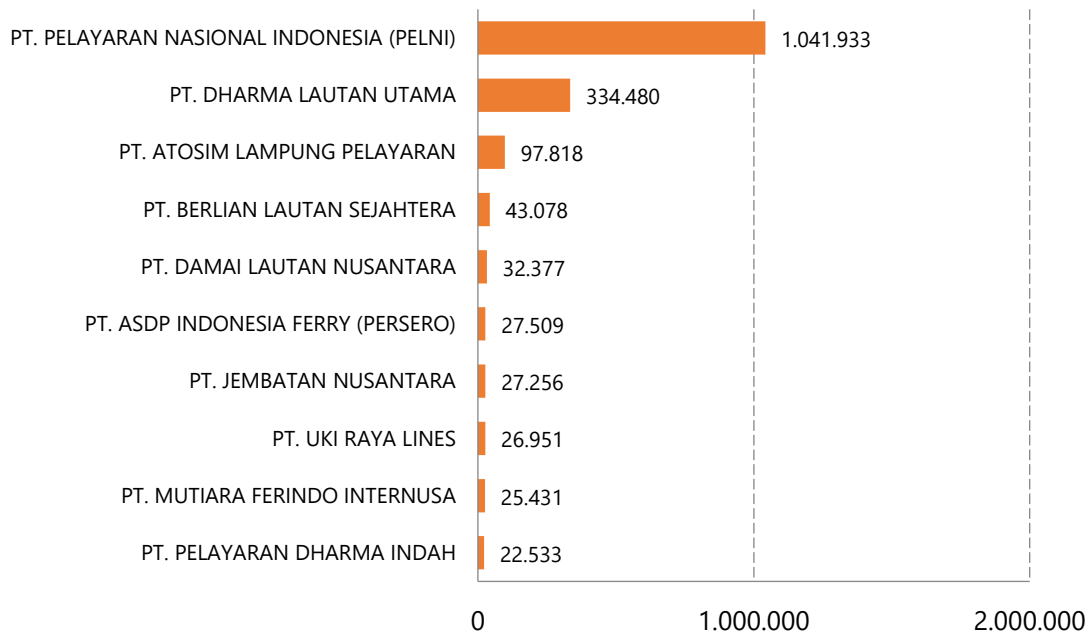 PT. PELAYARAN NASIONAL INDONESIA (PELNI) 1.041.933
PT. DHARMA LAUTAN UTAMA 334.480
PT. ATOSIM LAMPUNG PELAYARAN 97.818
PT. BERLIAN LAUTAN SEJAHTERA 43.078
PT. DAMAI LAUTAN NUSANTARA 32.377
PT. ASDP INDONESIA FERRY (PERSERO) 27.509
PT. JEMBATAN NUSANTARA 27.256
PT. UKI RAYA LINES 26.951
PT. MUTIARA FERINDO INTERNUSA 25.431
PT. PELAYARAN DHARMA INDAH 22.533
0 1.000.000 2.000.000